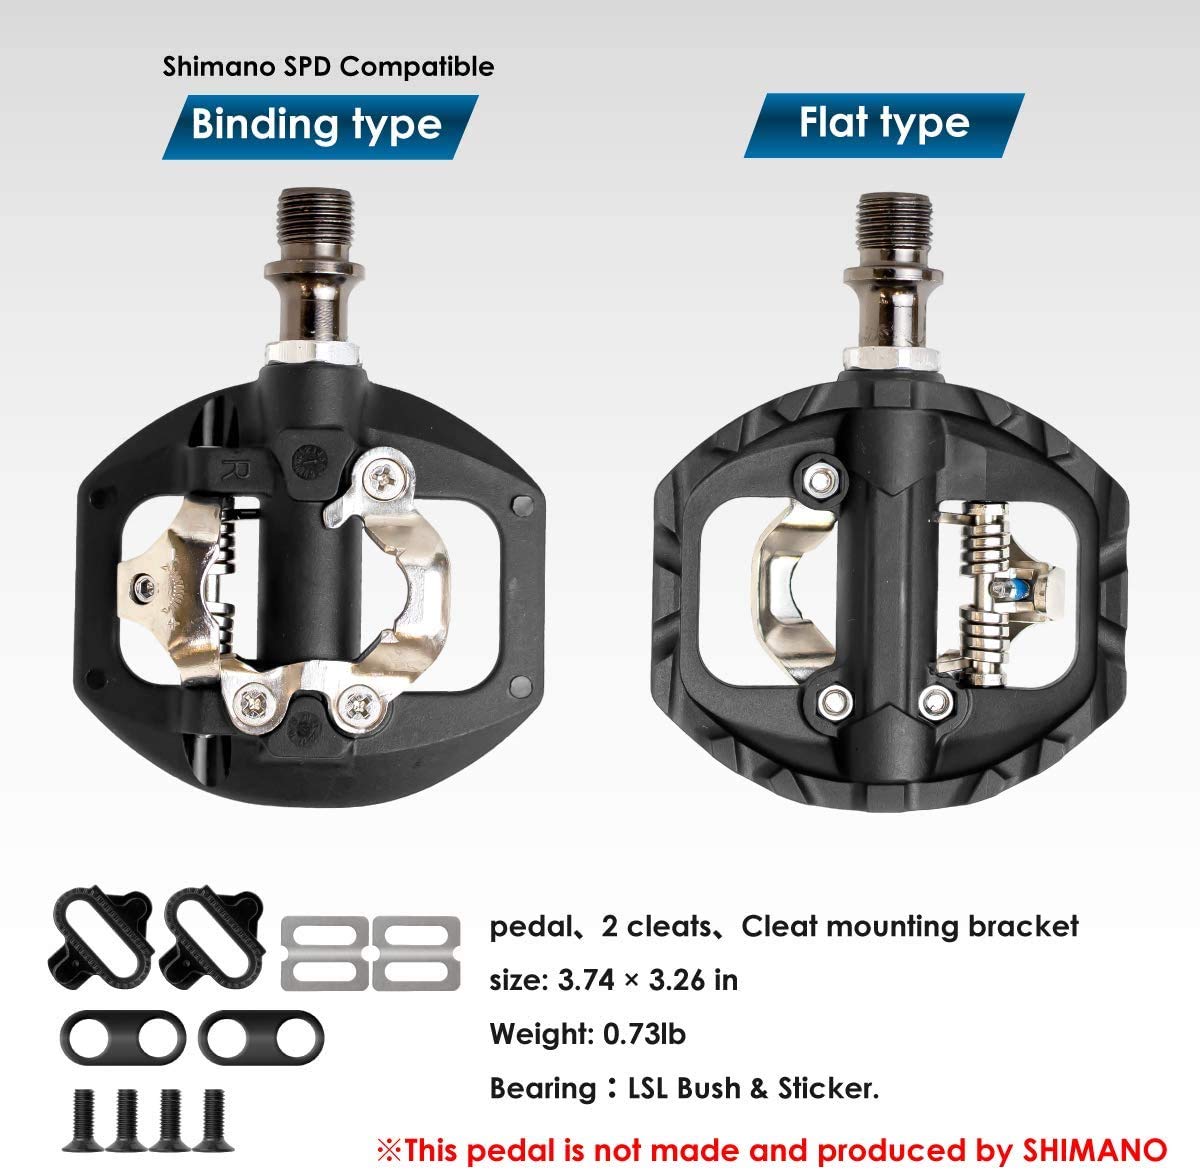 Shimano SPD Compatible
Binding type
Flat type
R
pedal、2 cleats、Cleat mounting bracket
size: 3.74 × 3.26 in
Weight: 0.73lb
Bearing：LSL Bush & Sticker.
※This pedal is not made and produced by SHIMANO